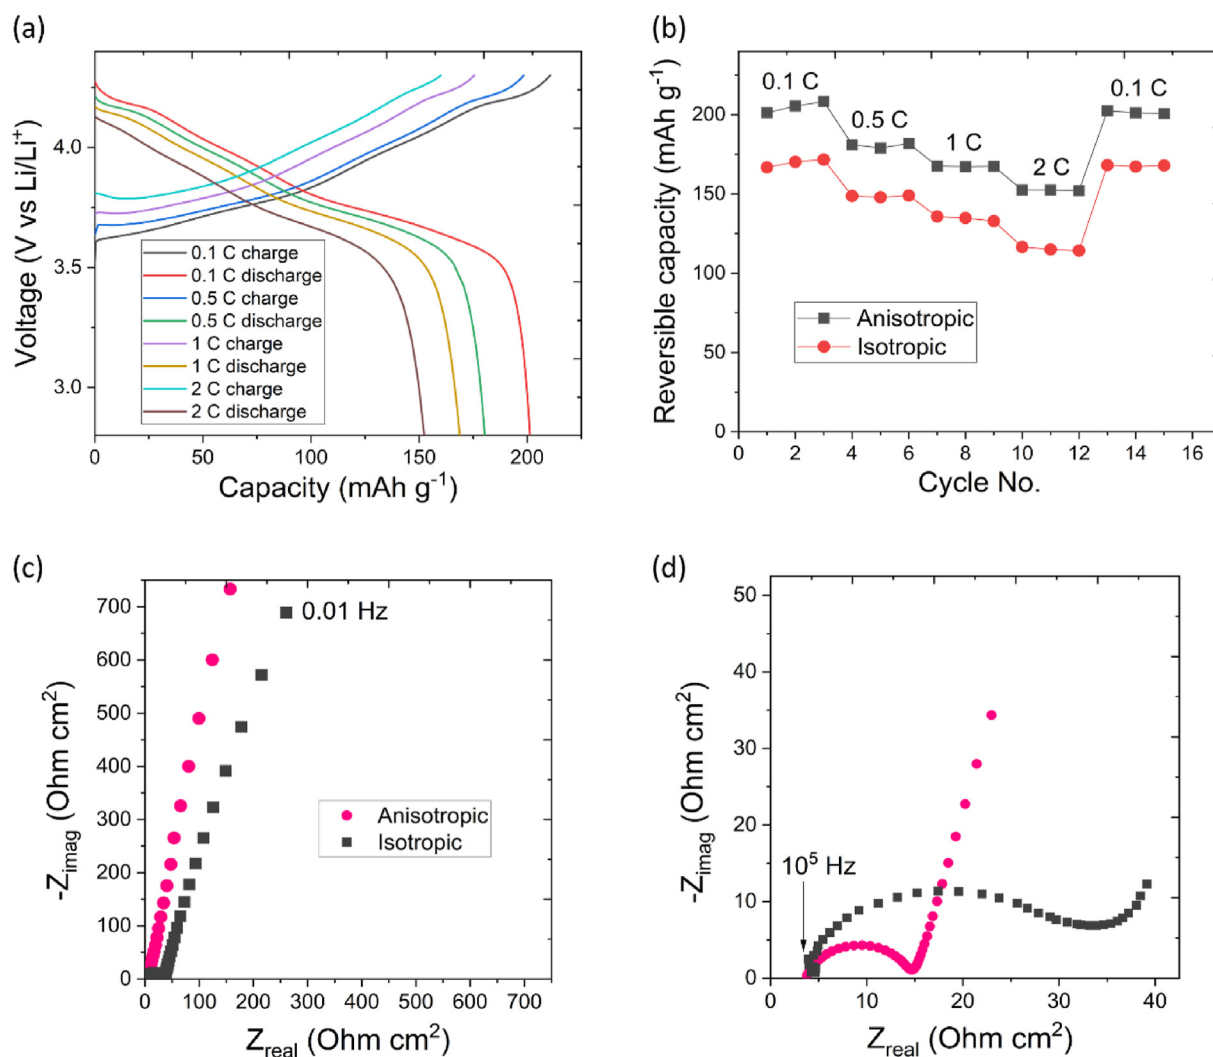 (a)
Voltage (V vs Li/Li⁺)
4.0
3.5
3.0
0.1 C charge
0.1 C discharge
0.5 C charge
0.5 C discharge
1 C charge
1 C discharge
2 C charge
2 C discharge
0 50 100 150 200
Capacity (mAh g⁻¹)
(b)
Reversible capacity (mAh g⁻¹)
250
200
150
100
50
0
0.1 C
0.5 C
1 C
2 C
0.1 C
Anisotropic
Isotropic
0 2 4 6 8 10 12 14 16
Cycle No.
(c)
-Z_imag (Ohm cm²)
700
600
500
400
300
200
100
0
0.01 Hz
Anisotropic
Isotropic
0 100 200 300 400 500 600 700
Z_real (Ohm cm²)
(d)
-Z_imag (Ohm cm²)
50
40
30
20
10
0
10⁵ Hz
0 10 20 30 40
Z_real (Ohm cm²)